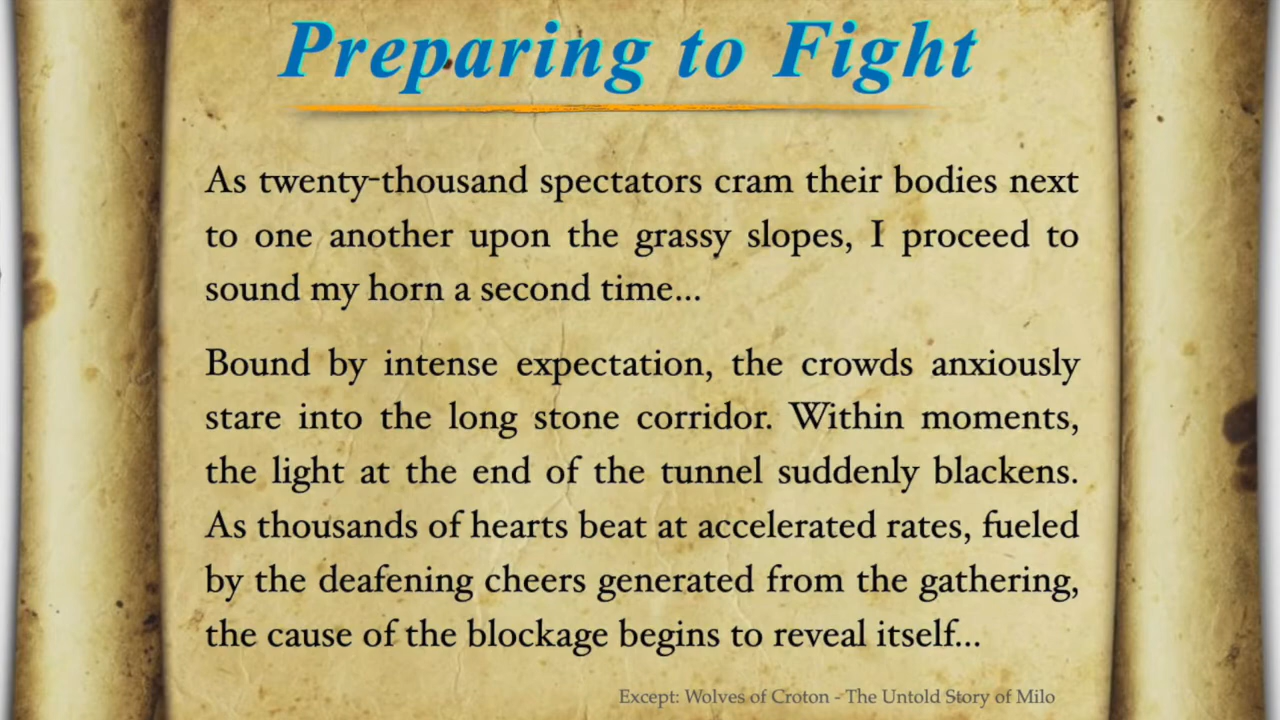 Preparing to Fight
As twenty-thousand spectators cram their bodies next
to one another upon the grassy slopes, I proceed to
sound my horn a second time...
Bound by intense expectation, the crowds anxiously
stare into the long stone corridor. Within moments,
the light at the end of the tunnel suddenly blackens.
As thousands of hearts beat at accelerated rates, fueled
by the deafening cheers generated from the gathering,
the cause of the blockage begins to reveal itself...
Except: Wolves of Croton - The Untold Story of Milo